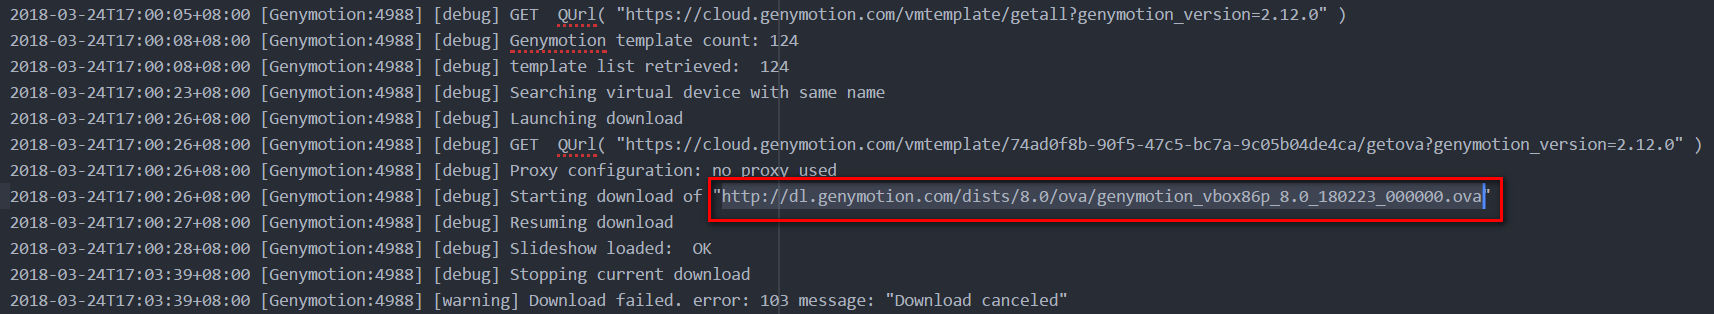 2018-03-24T17:00:05+08:00 [Genymotion:4988] [debug] GET  QUrl( "https://cloud.genymotion.com/vmtemplate/getall?genymotion_version=2.12.0" )
2018-03-24T17:00:08+08:00 [Genymotion:4988] [debug] Genymotion template count: 124
2018-03-24T17:00:08+08:00 [Genymotion:4988] [debug] template list retrieved:  124
2018-03-24T17:00:23+08:00 [Genymotion:4988] [debug] Searching virtual device with same name
2018-03-24T17:00:26+08:00 [Genymotion:4988] [debug] Launching download
2018-03-24T17:00:26+08:00 [Genymotion:4988] [debug] GET  QUrl( "https://cloud.genymotion.com/vmtemplate/74ad0f8b-90f5-47c5-bc7a-9c05b04de4ca/getova?genymotion_version=2.12.0" )
2018-03-24T17:00:26+08:00 [Genymotion:4988] [debug] Proxy configuration: no proxy used
2018-03-24T17:00:26+08:00 [Genymotion:4988] [debug] Starting download of "http://dl.genymotion.com/dists/8.0/ova/genymotion_vbox86p_8.0_180223_000000.ova"
2018-03-24T17:00:27+08:00 [Genymotion:4988] [debug] Resuming download
2018-03-24T17:00:28+08:00 [Genymotion:4988] [debug] Slideshow loaded:  OK
2018-03-24T17:03:39+08:00 [Genymotion:4988] [debug] Stopping current download
2018-03-24T17:03:39+08:00 [Genymotion:4988] [warning] Download failed. error: 103 message: "Download canceled"